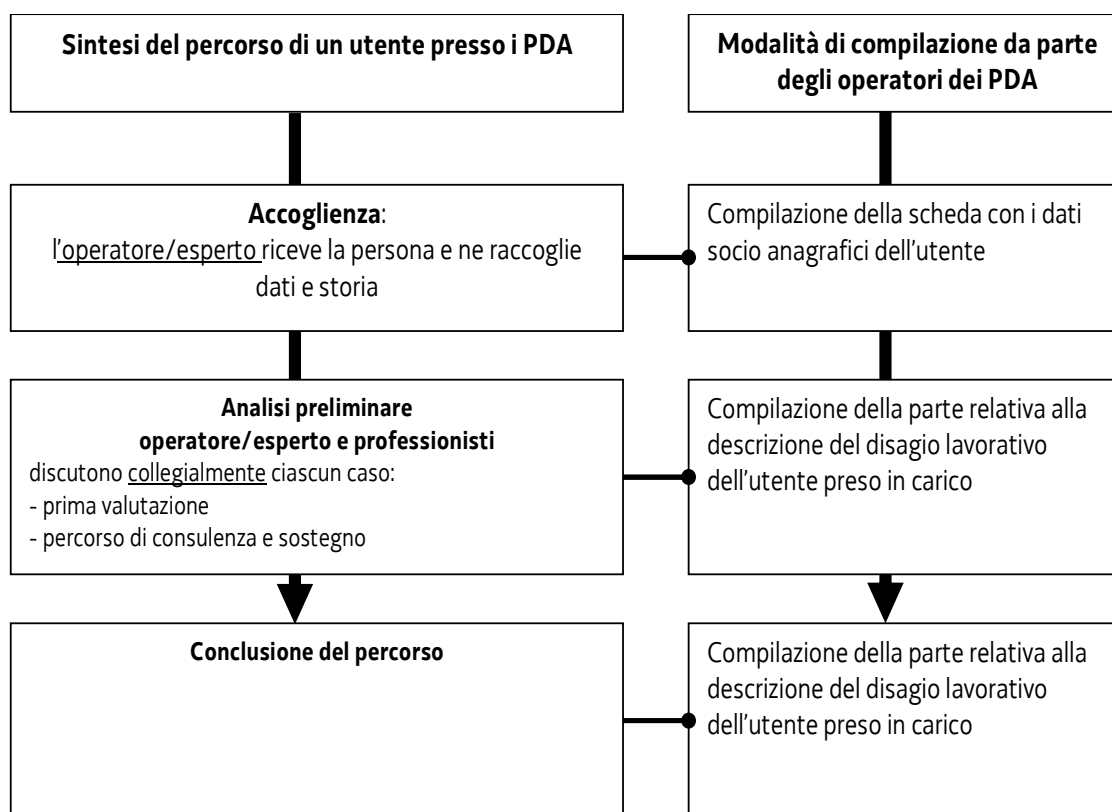 Sintesi del percorso di un utente presso i PDA
Modalità di compilazione da parte
degli operatori dei PDA
Accoglienza:
l'operatore/esperto riceve la persona e ne raccoglie
dati e storia
Compilazione della scheda con i dati
socio anagrafici dell'utente
Analisi preliminare
operatore/esperto e professionisti
discutono collegialmente ciascun caso:
- prima valutazione
- percorso di consulenza e sostegno
Compilazione della parte relativa alla
descrizione del disagio lavorativo
dell'utente preso in carico
Conclusione del percorso
Compilazione della parte relativa alla
descrizione del disagio lavorativo
dell'utente preso in carico